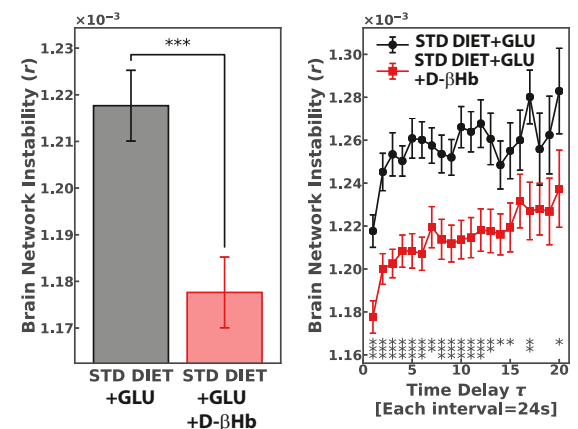 ×10⁻³
Brain Network Instability (r)
1.23
1.22
1.21
1.20
1.19
1.18
1.17
***
STD DIET
+GLU
STD DIET
+GLU
+D-βHb
×10⁻³
Brain Network Instability (r)
1.30
1.28
1.26
1.24
1.22
1.20
1.18
1.16
STD DIET+GLU
STD DIET+GLU
+D-βHb
0
5
10
15
20
Time Delay τ
[Each interval=24s]